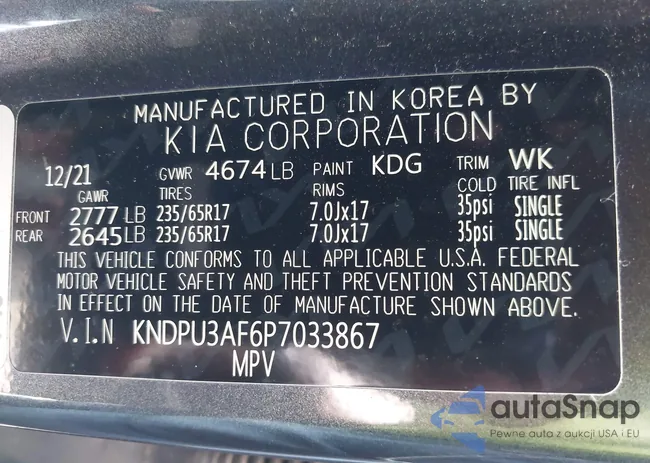 MANUFACTURED IN KOREA BY
KIA CORPORATION
12/21 GVWR 4674 LB PAINT KDG TRIM WK
GAWR TIRES RIMS COLD TIRE INFL
FRONT 2777 LB 235/65R17 7.0Jx17 35psi SINGLE
REAR 2645 LB 235/65R17 7.0Jx17 35psi SINGLE
THIS VEHICLE CONFORMS TO ALL APPLICABLE U.S.A. FEDERAL
MOTOR VEHICLE SAFETY AND THEFT PREVENTION STANDARDS
IN EFFECT ON THE DATE OF MANUFACTURE SHOWN ABOVE.
V.I.N KNDPU3AF6P7033867
MPV
autaSnap
Pewne auta z aukcji USA i EU